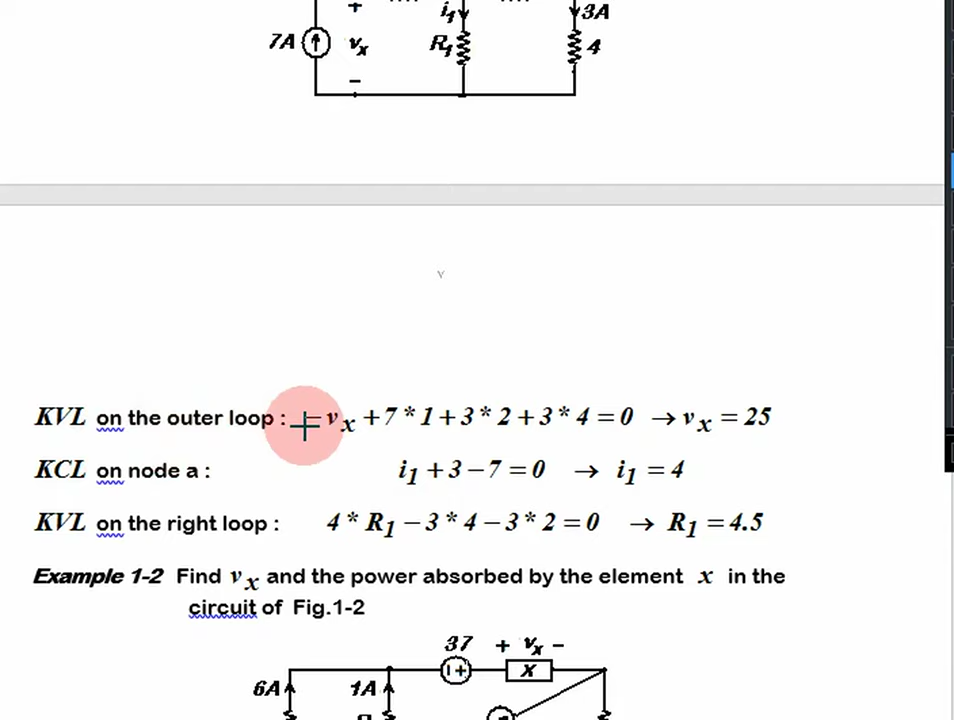 +
i1
3A
7A
vx
R1
4
−
٧
KVL on the outer loop : − vx + 7 * 1 + 3 * 2 + 3 * 4 = 0 → vx = 25
KCL on node a : i1 + 3 − 7 = 0 → i1 = 4
KVL on the right loop : 4 * R1 − 3 * 4 − 3 * 2 = 0 → R1 = 4.5
Example 1-2 Find vx and the power absorbed by the element x in the
circuit of Fig.1-2
37 + vx −
+ X
6A 1A